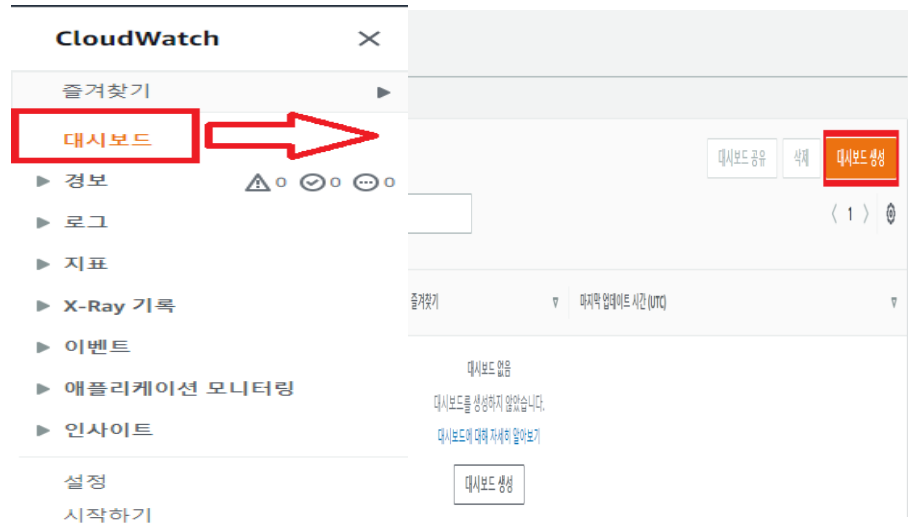 CloudWatch
즐겨찾기
대시보드
경보 0 0 0
로그
지표
X-Ray 기록
이벤트
애플리케이션 모니터링
인사이트
설정
시작하기
대시보드 공유 삭제 대시보드 생성
1
즐겨찾기 마지막 업데이트 시간 (UTC)
대시보드 없음
대시보드를 생성하지 않았습니다.
대시보드에 대해 자세히 알아보기
대시보드 생성